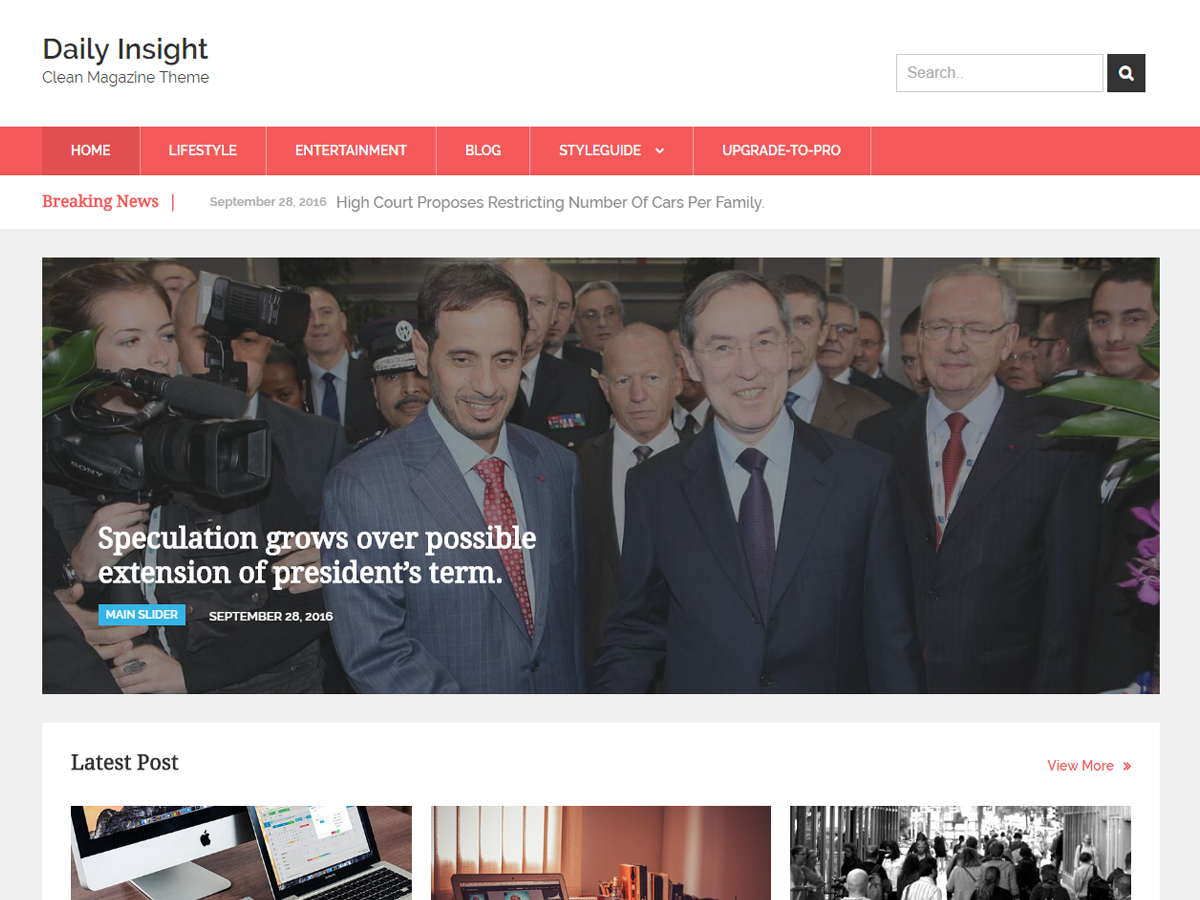 Daily Insight
Clean Magazine Theme
Search..
HOME
LIFESTYLE
ENTERTAINMENT
BLOG
STYLEGUIDE
UPGRADE-TO-PRO
Breaking News |
September 28, 2016 High Court Proposes Restricting Number Of Cars Per Family.
SONY
Speculation grows over possible
extension of president’s term.
MAIN SLIDER
SEPTEMBER 28, 2016
Latest Post
View More »